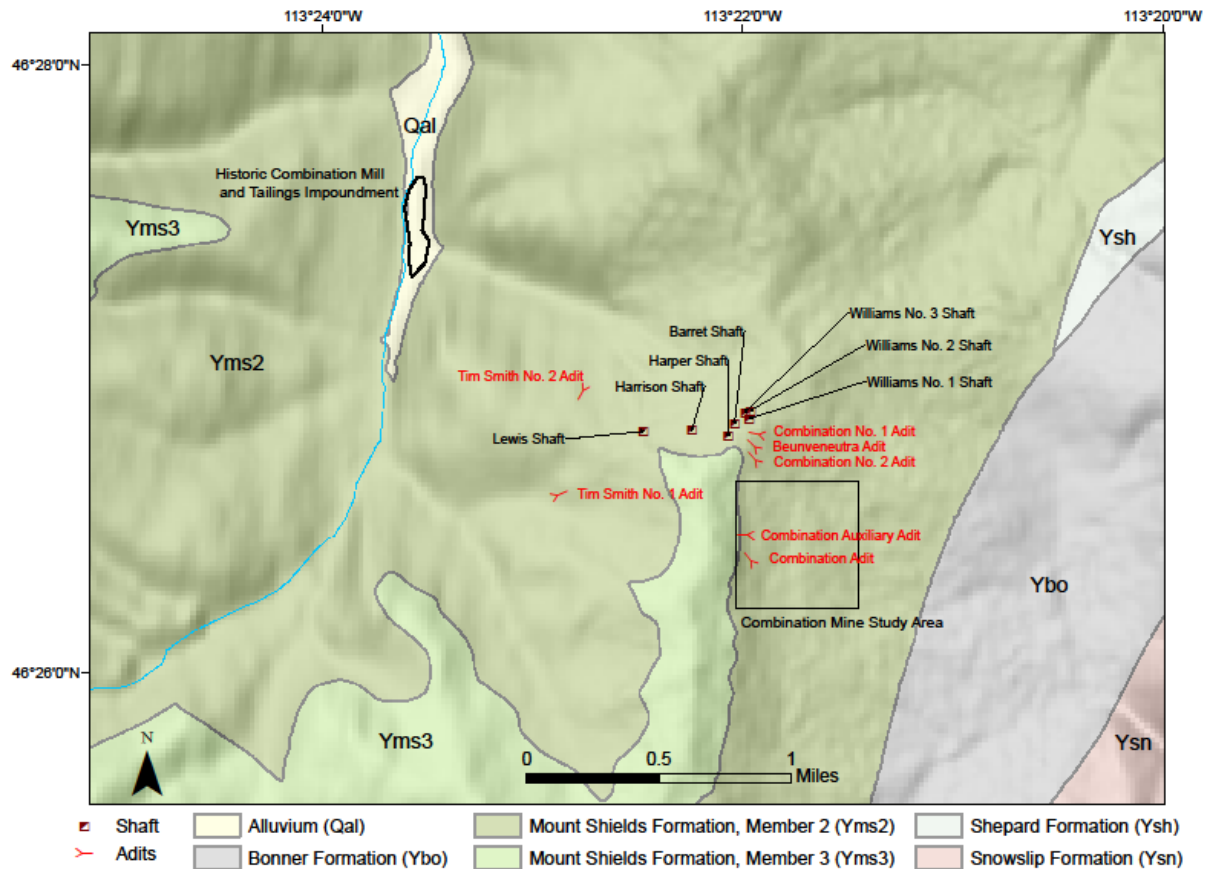 113°24'0"W
113°22'0"W
113°20'0"W
46°28'0"N
Qal
Historic Combination Mill
and Tailings Impoundment
Yms3
Ysh
Williams No. 3 Shaft
Barret Shaft
Williams No. 2 Shaft
Yms2
Harper Shaft
Tim Smith No. 2 Adit
Williams No. 1 Shaft
Harrison Shaft
Lewis Shaft
Combination No. 1 Adit
Beunveneutra Adit
Combination No. 2 Adit
Tim Smith No. 1 Adit
Combination Auxiliary Adit
Combination Adit
Ybo
Combination Mine Study Area
46°26'0"N
Yms3
Ysn
N
0 0.5 1
Miles
Shaft
Adits
Alluvium (Qal)
Bonner Formation (Ybo)
Mount Shields Formation, Member 2 (Yms2)
Mount Shields Formation, Member 3 (Yms3)
Shepard Formation (Ysh)
Snowslip Formation (Ysn)